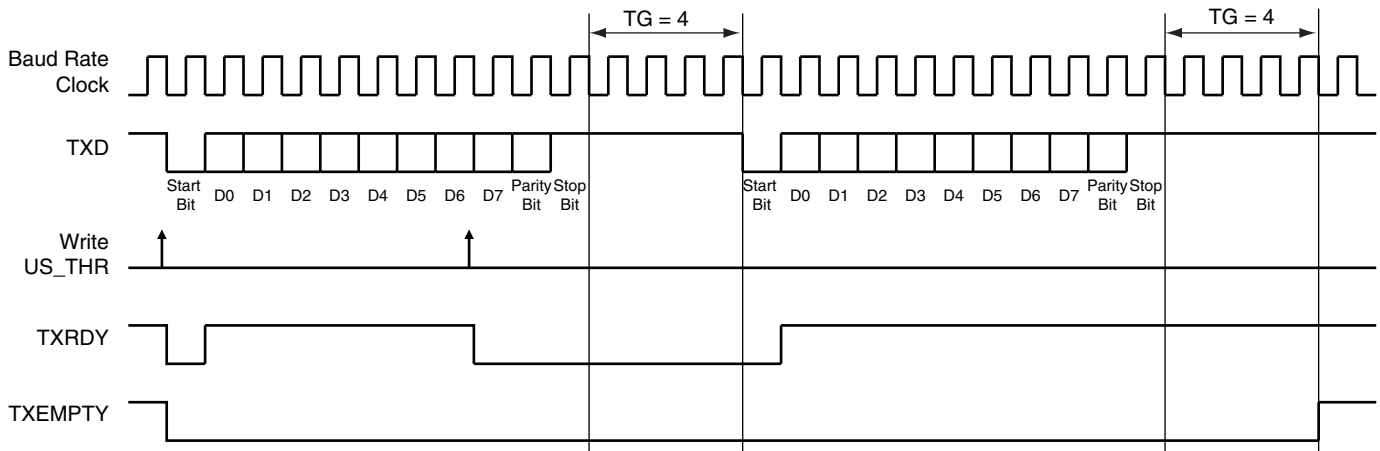 TG = 4
TG = 4
Baud Rate
Clock
TXD
Start
Bit
D0
D1
D2
D3
D4
D5
D6
D7
Parity
Bit
Stop
Bit
Start
Bit
D0
D1
D2
D3
D4
D5
D6
D7
Parity
Bit
Stop
Bit
Write
US_THR
TXRDY
TXEMPTY